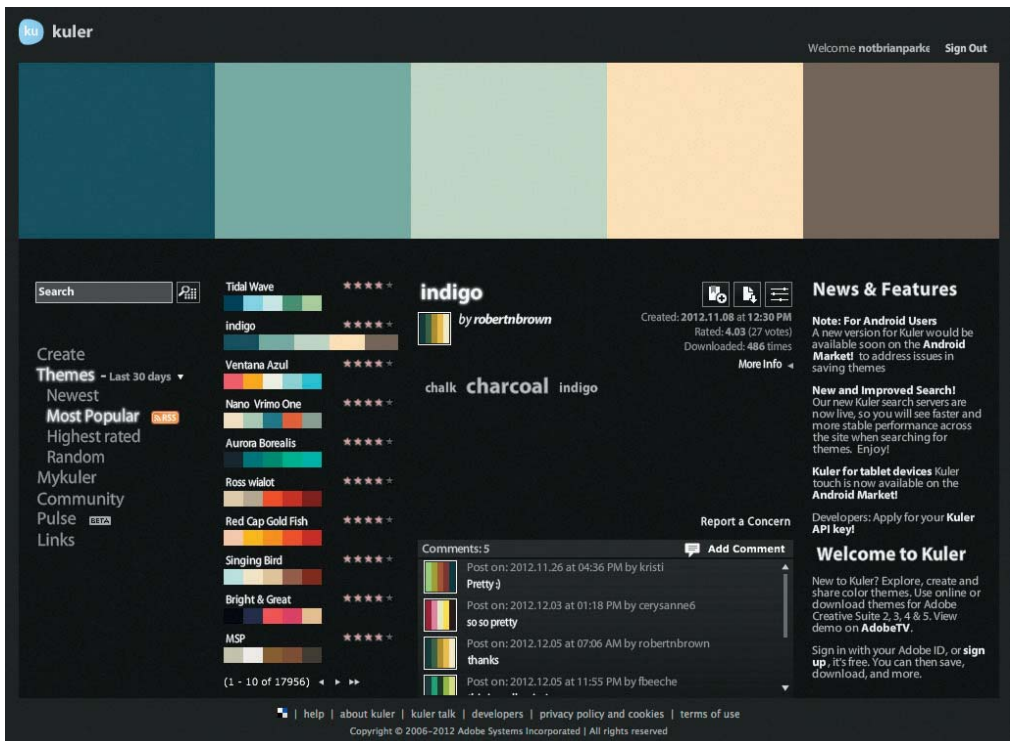 ku kuler
Welcome notbrianparke Sign Out
Search
Create
Themes - Last 30 days
Newest
Most Popular RSS
Highest rated
Random
Mykuler
Community
Pulse BETA
Links
Tidal Wave
indigo
Ventana Azul
Nano Vrimo One
Aurora Borealis
Ross wialot
Red Cap Gold Fish
Singing Bird
Bright & Great
MSP
(1 - 10 of 17956)
indigo
by robertnbrown
Created: 2012.11.08 at 12:30 PM
Rated: 4.03 (27 votes)
Downloaded: 486 times
More Info
chalk charcoal indigo
Report a Concern
Comments: 5 Add Comment
Post on: 2012.11.26 at 04:36 PM by kristi
Pretty :)
Post on: 2012.12.03 at 01:18 PM by cerysanne6
so so pretty
Post on: 2012.12.05 at 07:06 AM by robertnbrown
thanks
Post on: 2012.12.05 at 11:55 PM by fbeeche
News & Features
Note: For Android Users
A new version for Kuler would be
available soon on the Android
Market! to address issues in
saving themes
New and Improved Search!
Our new Kuler search servers are
now live, so you will see faster and
more stable performance across
the site when searching for
themes. Enjoy!
Kuler for tablet devices Kuler
touch is now available on the
Android Market!
Developers: Apply for your Kuler
API key!
Welcome to Kuler
New to Kuler? Explore, create and
share color themes. Use online or
download themes for Adobe
Creative Suite 2, 3, 4 & 5. View
demo on AdobeTV.
Sign in with your Adobe ID, or sign
up, it's free. You can then save,
download, and more.
| help | about kuler | kuler talk | developers | privacy policy and cookies | terms of use
Copyright © 2006-2012 Adobe Systems Incorporated | All rights reserved